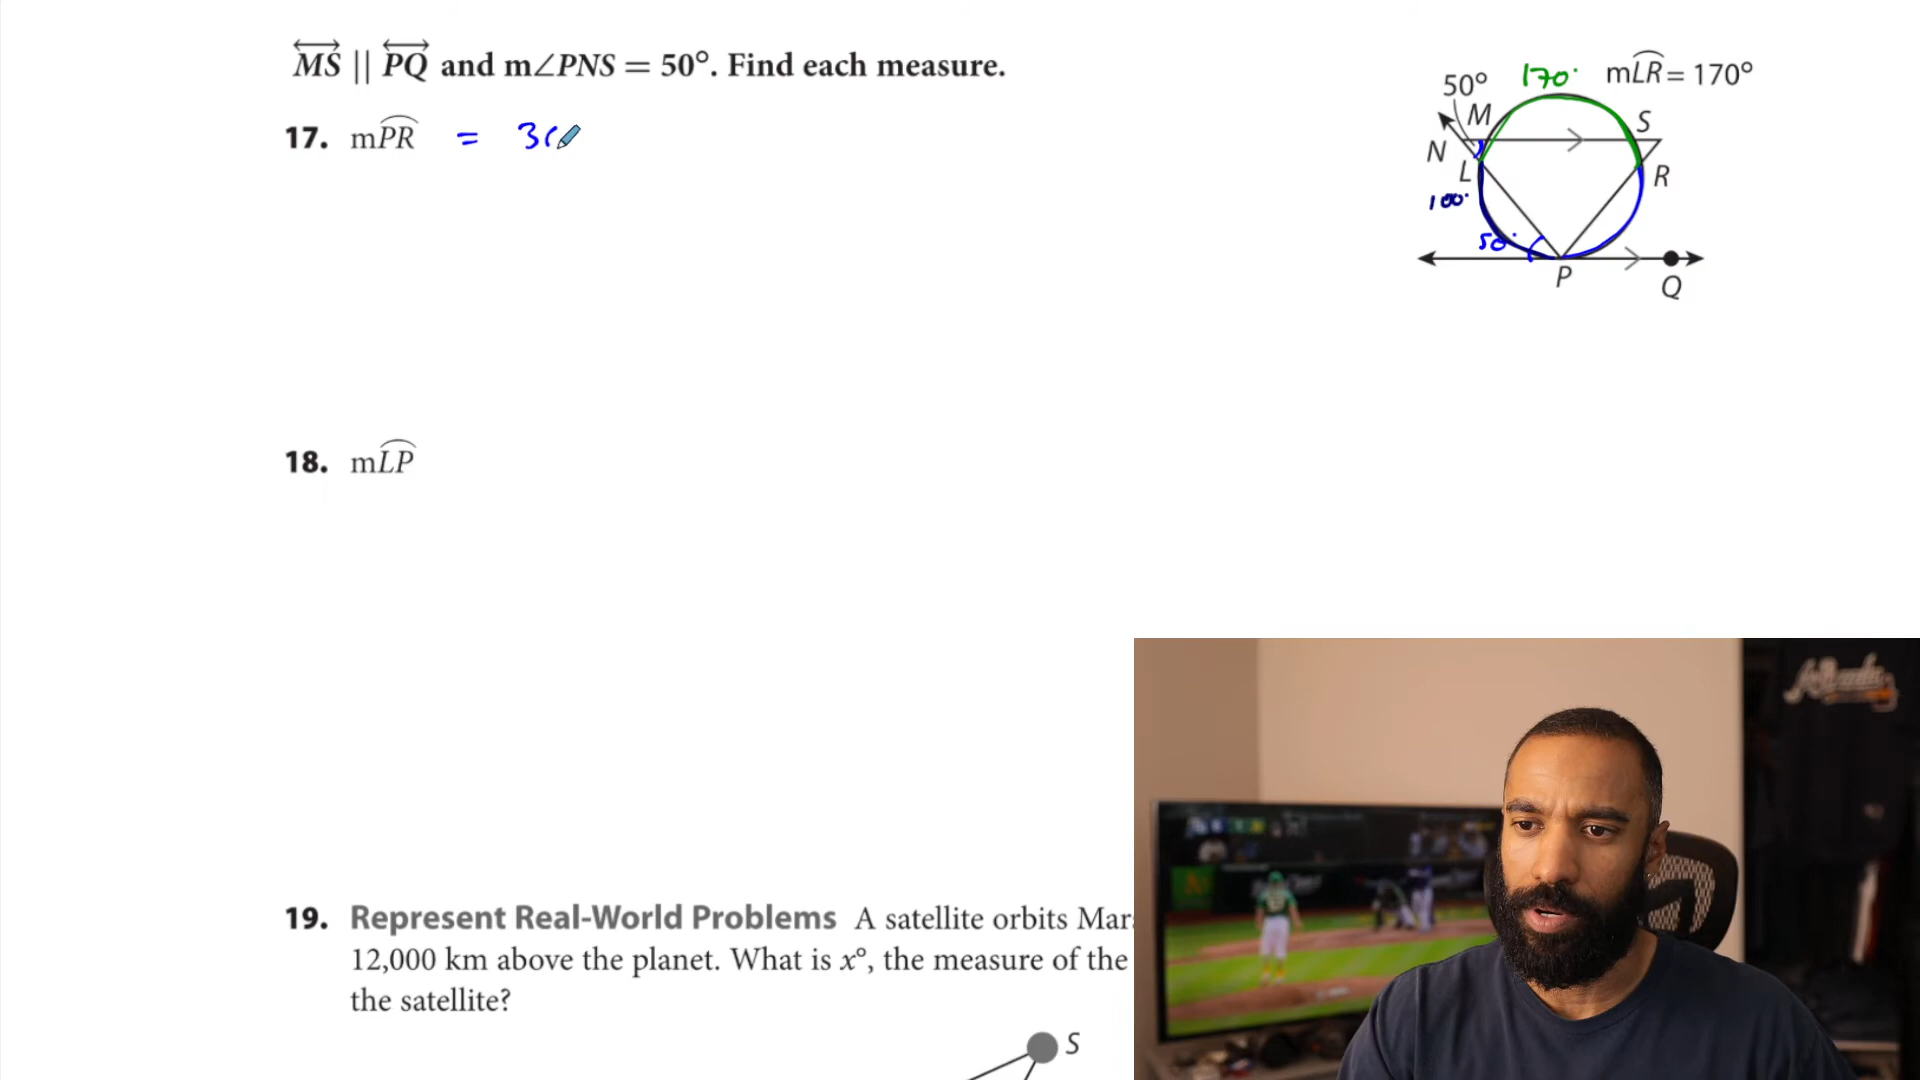 MS || PQ and m∠PNS = 50°. Find each measure.
17. mPR = 36
18. mLP
50° 170° mLR = 170°
M S
N L R
100°
50°
P Q
19. Represent Real-World Problems A satellite orbits Mar
12,000 km above the planet. What is x°, the measure of the
the satellite?
S